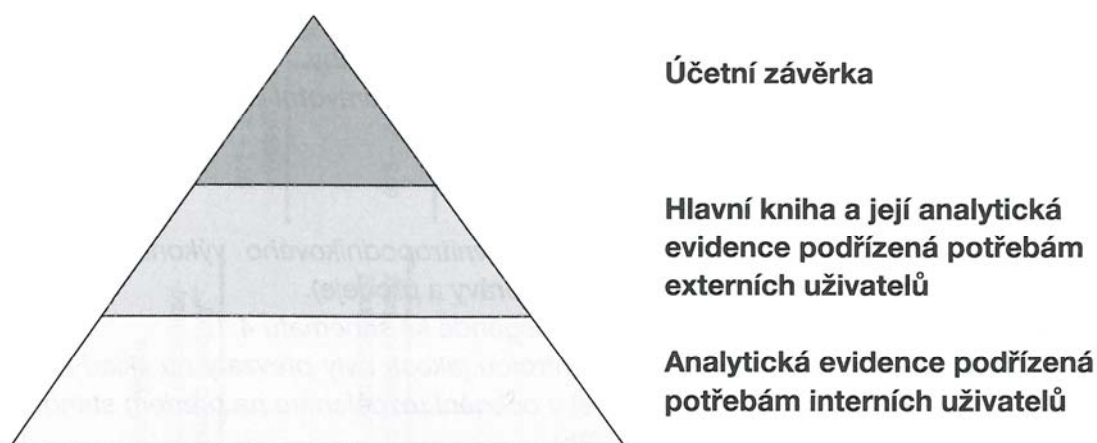 Účetní závěrka
Hlavní kniha a její analytická
evidence podřízená potřebám
externích uživatelů
Analytická evidence podřízená
potřebám interních uživatelů